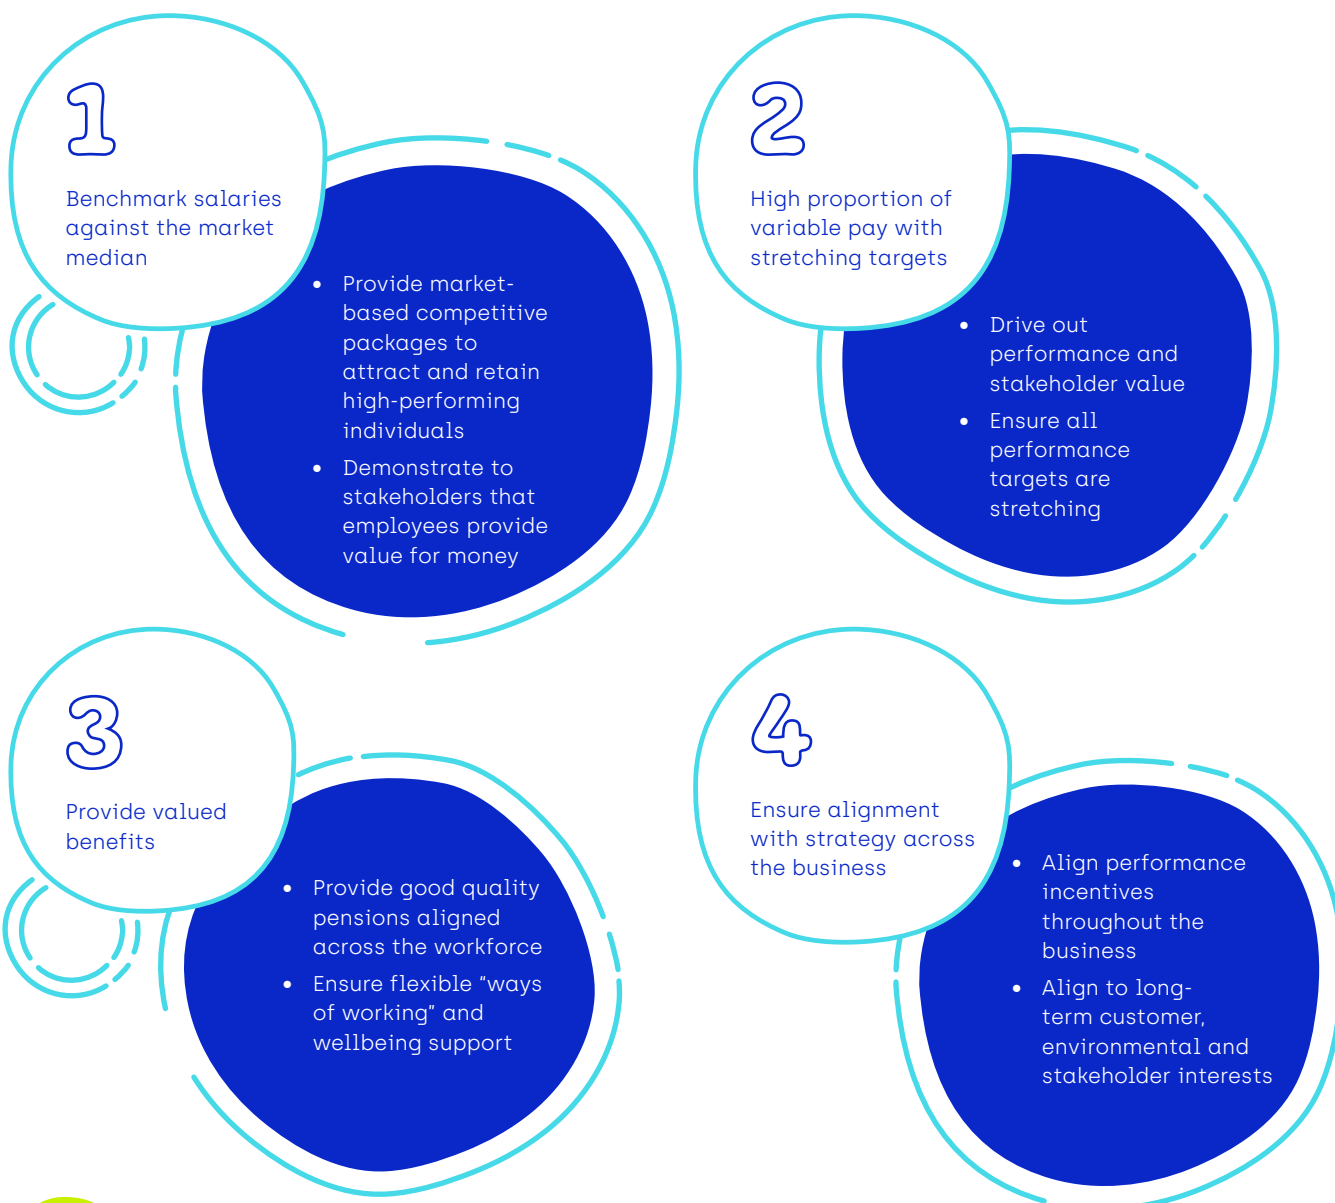 1
Benchmark salaries
against the market
median
• Provide market-
based competitive
packages to
attract and retain
high-performing
individuals
• Demonstrate to
stakeholders that
employees provide
value for money
2
High proportion of
variable pay with
stretching targets
• Drive out
performance and
stakeholder value
• Ensure all
performance
targets are
stretching
3
Provide valued
benefits
• Provide good quality
pensions aligned
across the workforce
• Ensure flexible “ways
of working” and
wellbeing support
4
Ensure alignment
with strategy across
the business
• Align performance
incentives
throughout the
business
• Align to long-
term customer,
environmental and
stakeholder interests